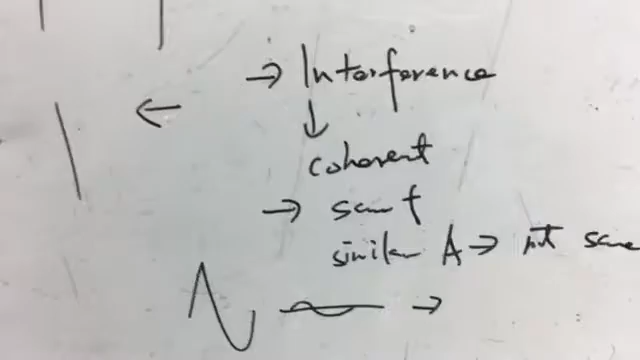 → Interference
↓
coherent
→ same f
similar A → not same